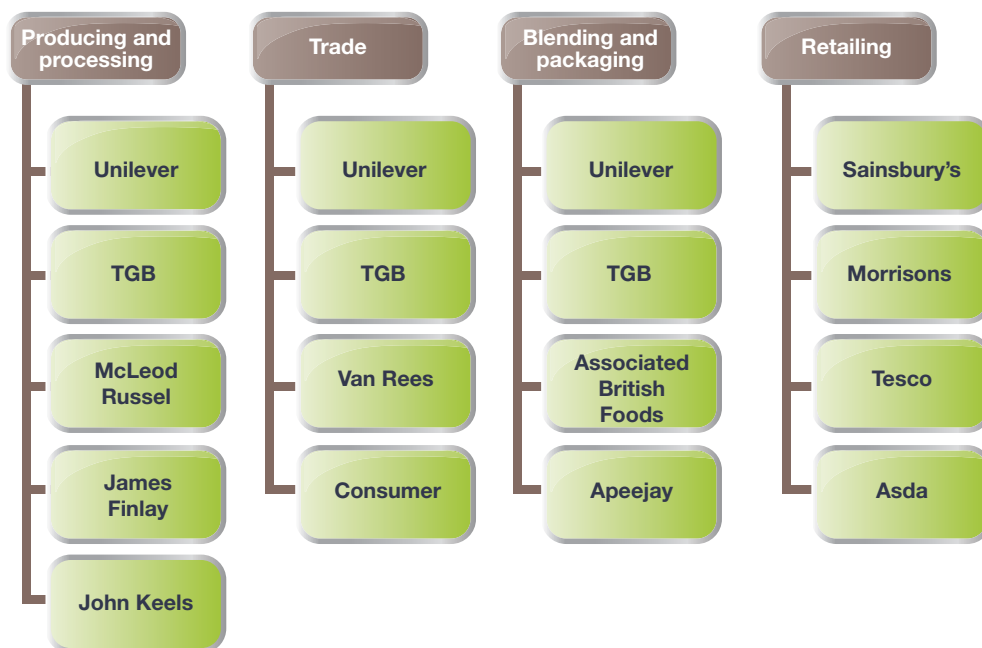 Producing and
processing
Unilever
TGB
McLeod
Russel
James
Finlay
John Keels
Trade
Unilever
TGB
Van Rees
Consumer
Blending and
packaging
Unilever
TGB
Associated
British
Foods
Apeejay
Retailing
Sainsbury’s
Morrisons
Tesco
Asda